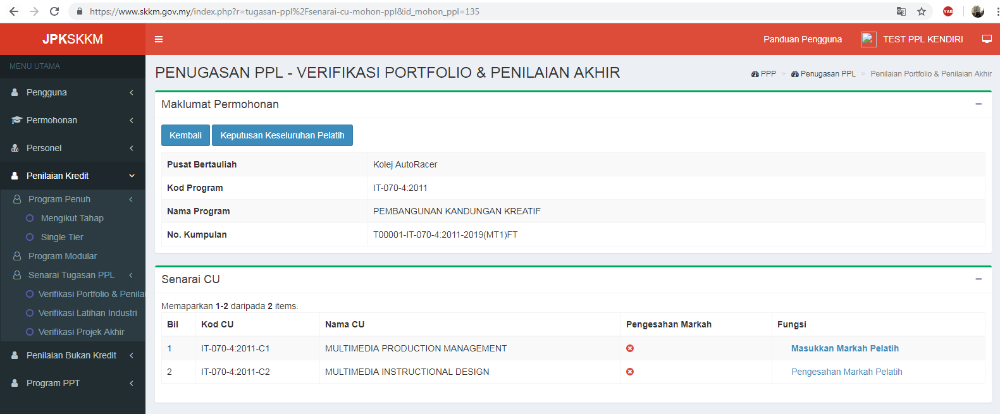 https://www.skkm.gov.my/index.php?r=tugasan-ppl%2Fsenarai-cu-mohon-ppl&id_mohon_ppl=135
YAB
JPKSKKM
Panduan Pengguna
TEST PPL KENDIRI
MENU UTAMA
Pengguna
Permohonan
Personel
Penilaian Kredit
Program Penuh
Mengikut Tahap
Single Tier
Program Modular
Senarai Tugasan PPL
Verifikasi Portfolio & Penilai
Verifikasi Latihan Industri
Verifikasi Projek Akhir
Penilaian Bukan Kredit
Program PPT
PENUGASAN PPL - VERIFIKASI PORTFOLIO & PENILAIAN AKHIR
PPP > Penugasan PPL > Penilaian Portfolio & Penilaian Akhir
Maklumat Permohonan
Kembali Keputusan Keseluruhan Pelatih
Pusat Bertauliah Kolej AutoRacer
Kod Program IT-070-4:2011
Nama Program PEMBANGUNAN KANDUNGAN KREATIF
No. Kumpulan T00001-IT-070-4:2011-2019(MT1)FT
Senarai CU
Memaparkan 1-2 daripada 2 items.
Bil Kod CU Nama CU Pengesahan Markah Fungsi
1 IT-070-4:2011-C1 MULTIMEDIA PRODUCTION MANAGEMENT Masukkan Markah Pelatih
2 IT-070-4:2011-C2 MULTIMEDIA INSTRUCTIONAL DESIGN Pengesahan Markah Pelatih